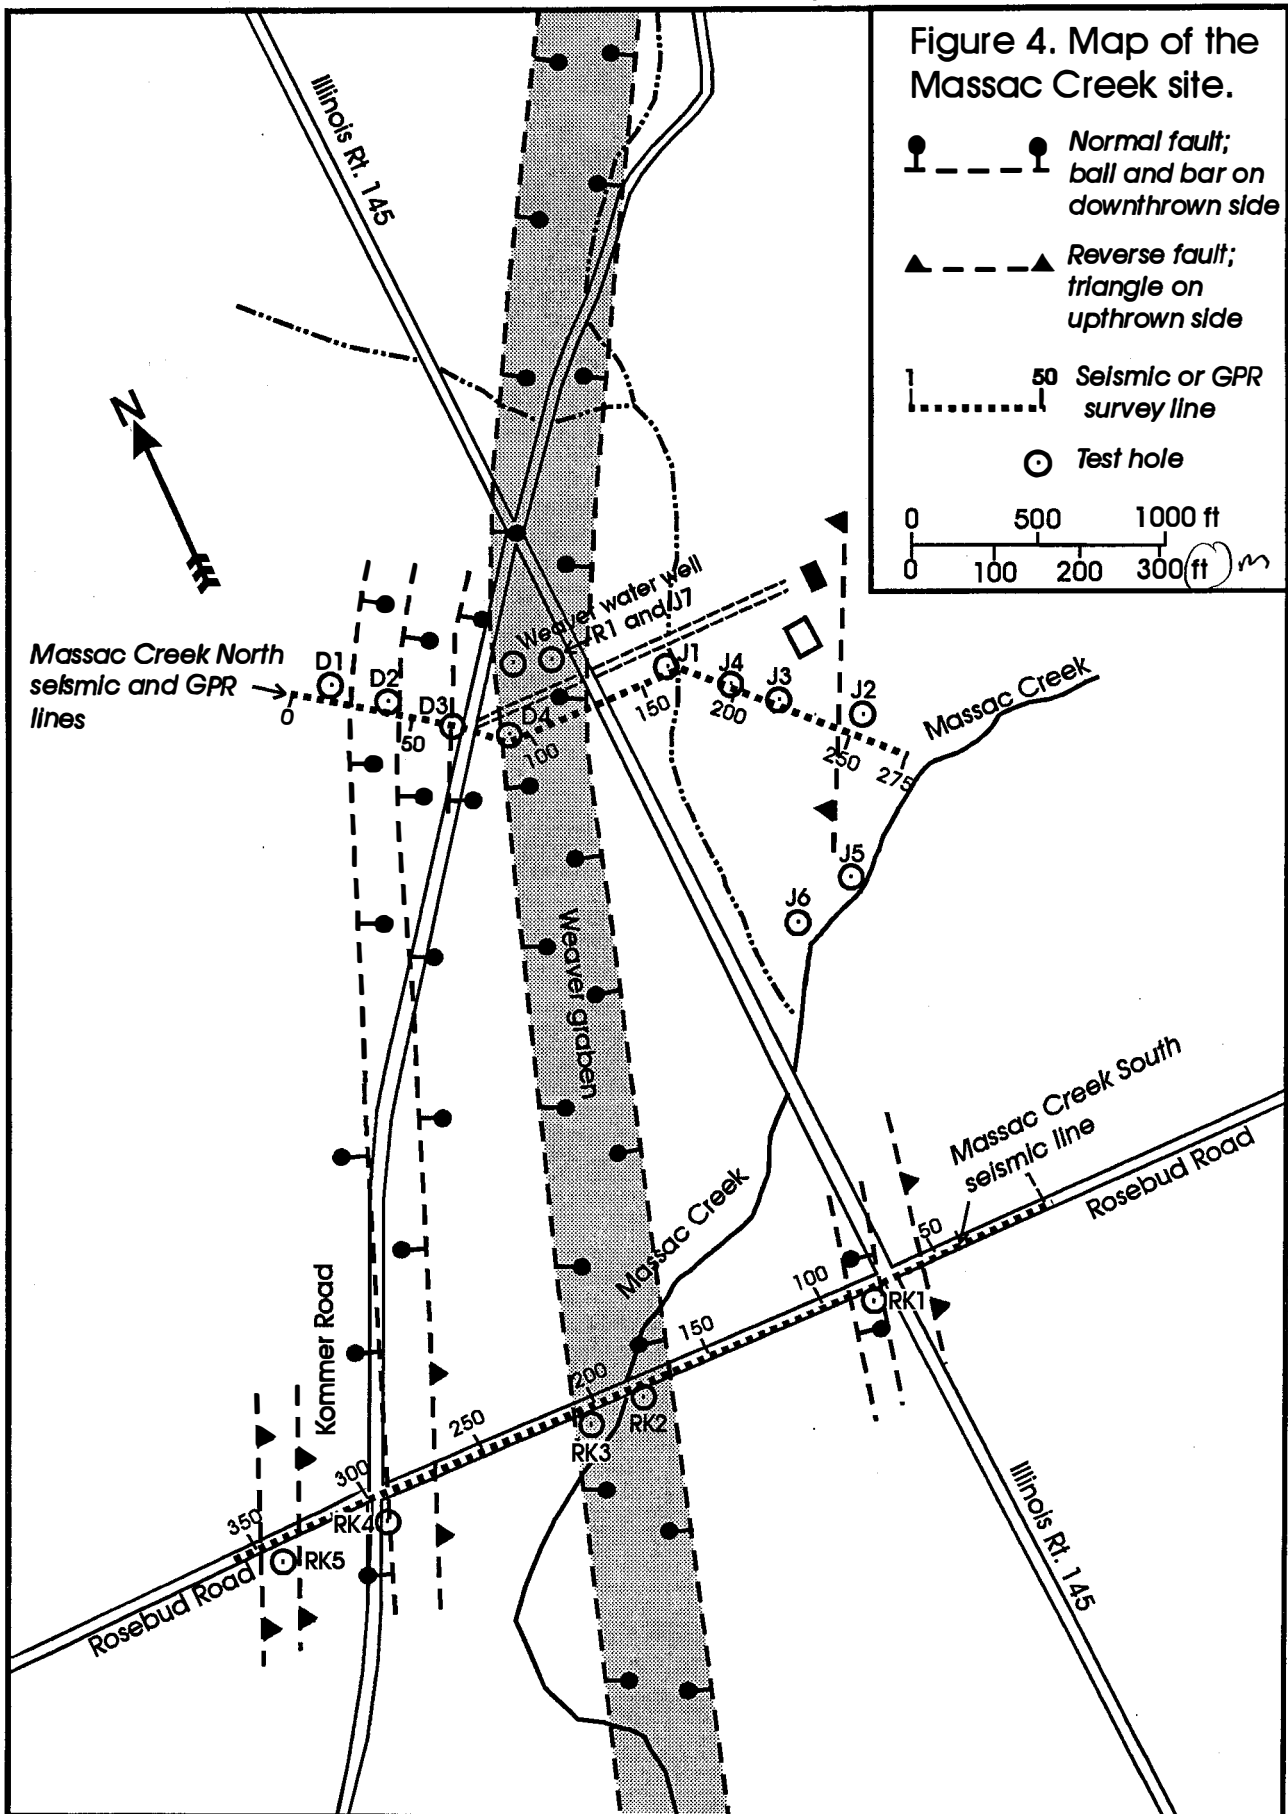 Figure 4. Map of the
Massac Creek site.
Normal fault;
ball and bar on
downthrown side
Reverse fault;
triangle on
upthrown side
1 50 Seismic or GPR
survey line
Test hole
0 500 1000 ft
0 100 200 300 ft m
Illinois Rt. 145
N
Weaver water well
R1 and J7
Massac Creek North
seismic and GPR
lines
D1
D2
D3
D4
J1
J4
J3
J2
0
50
100
150
200
250
275
Massac Creek
J5
J6
Weaver graben
Massac Creek South
seismic line
Rosebud Road
Massac Creek
Kommer Road
1
50
100
150
200
250
300
350
RK1
RK2
RK3
RK4
RK5
Rosebud Road
Illinois Rt. 145